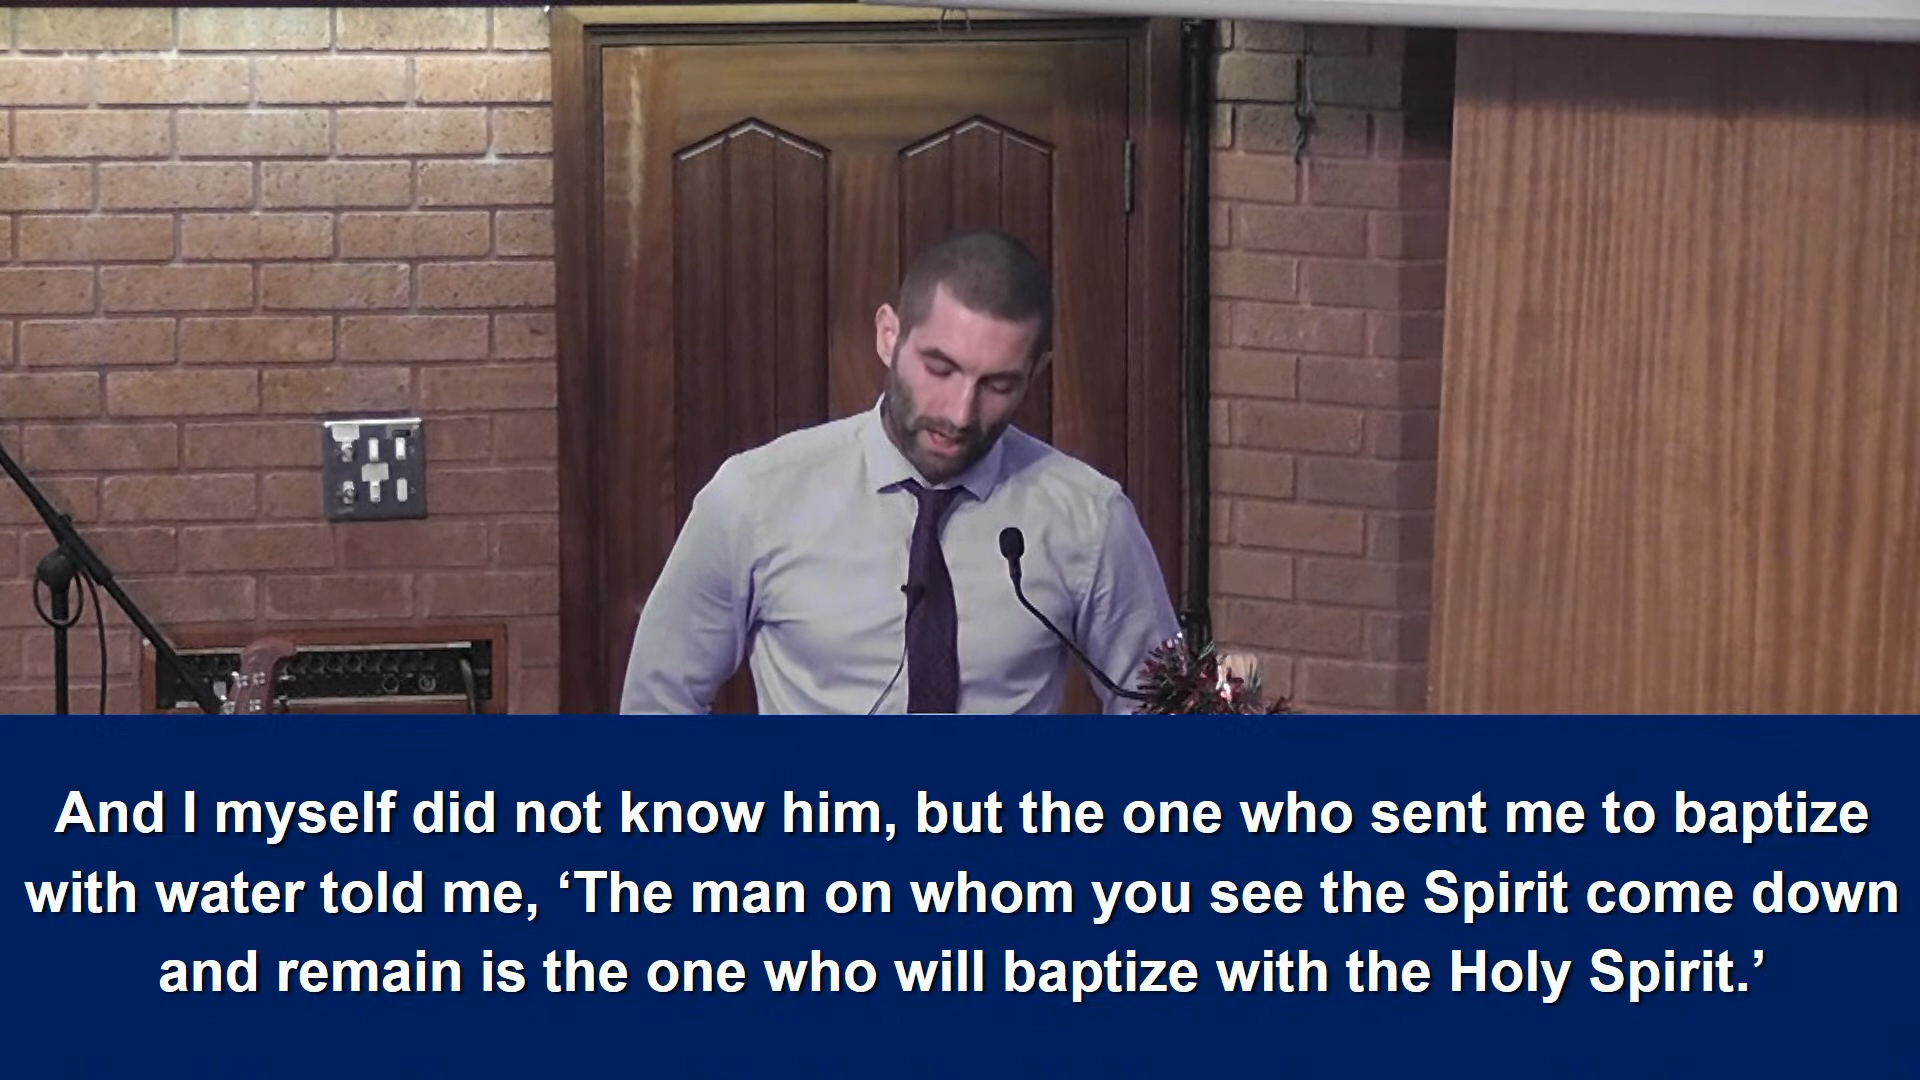 And I myself did not know him, but the one who sent me to baptize
with water told me, ‘The man on whom you see the Spirit come down
and remain is the one who will baptize with the Holy Spirit.’